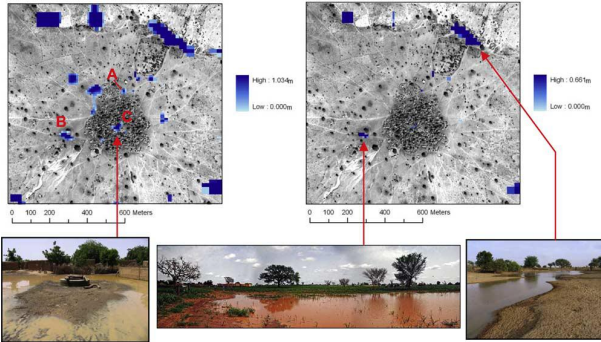 A
B
C
High : 1.034m
Low : 0.000m
0 100 200 400 600 Meters
High : 0.661m
Low : 0.000m
0 100 200 400 600 Meters